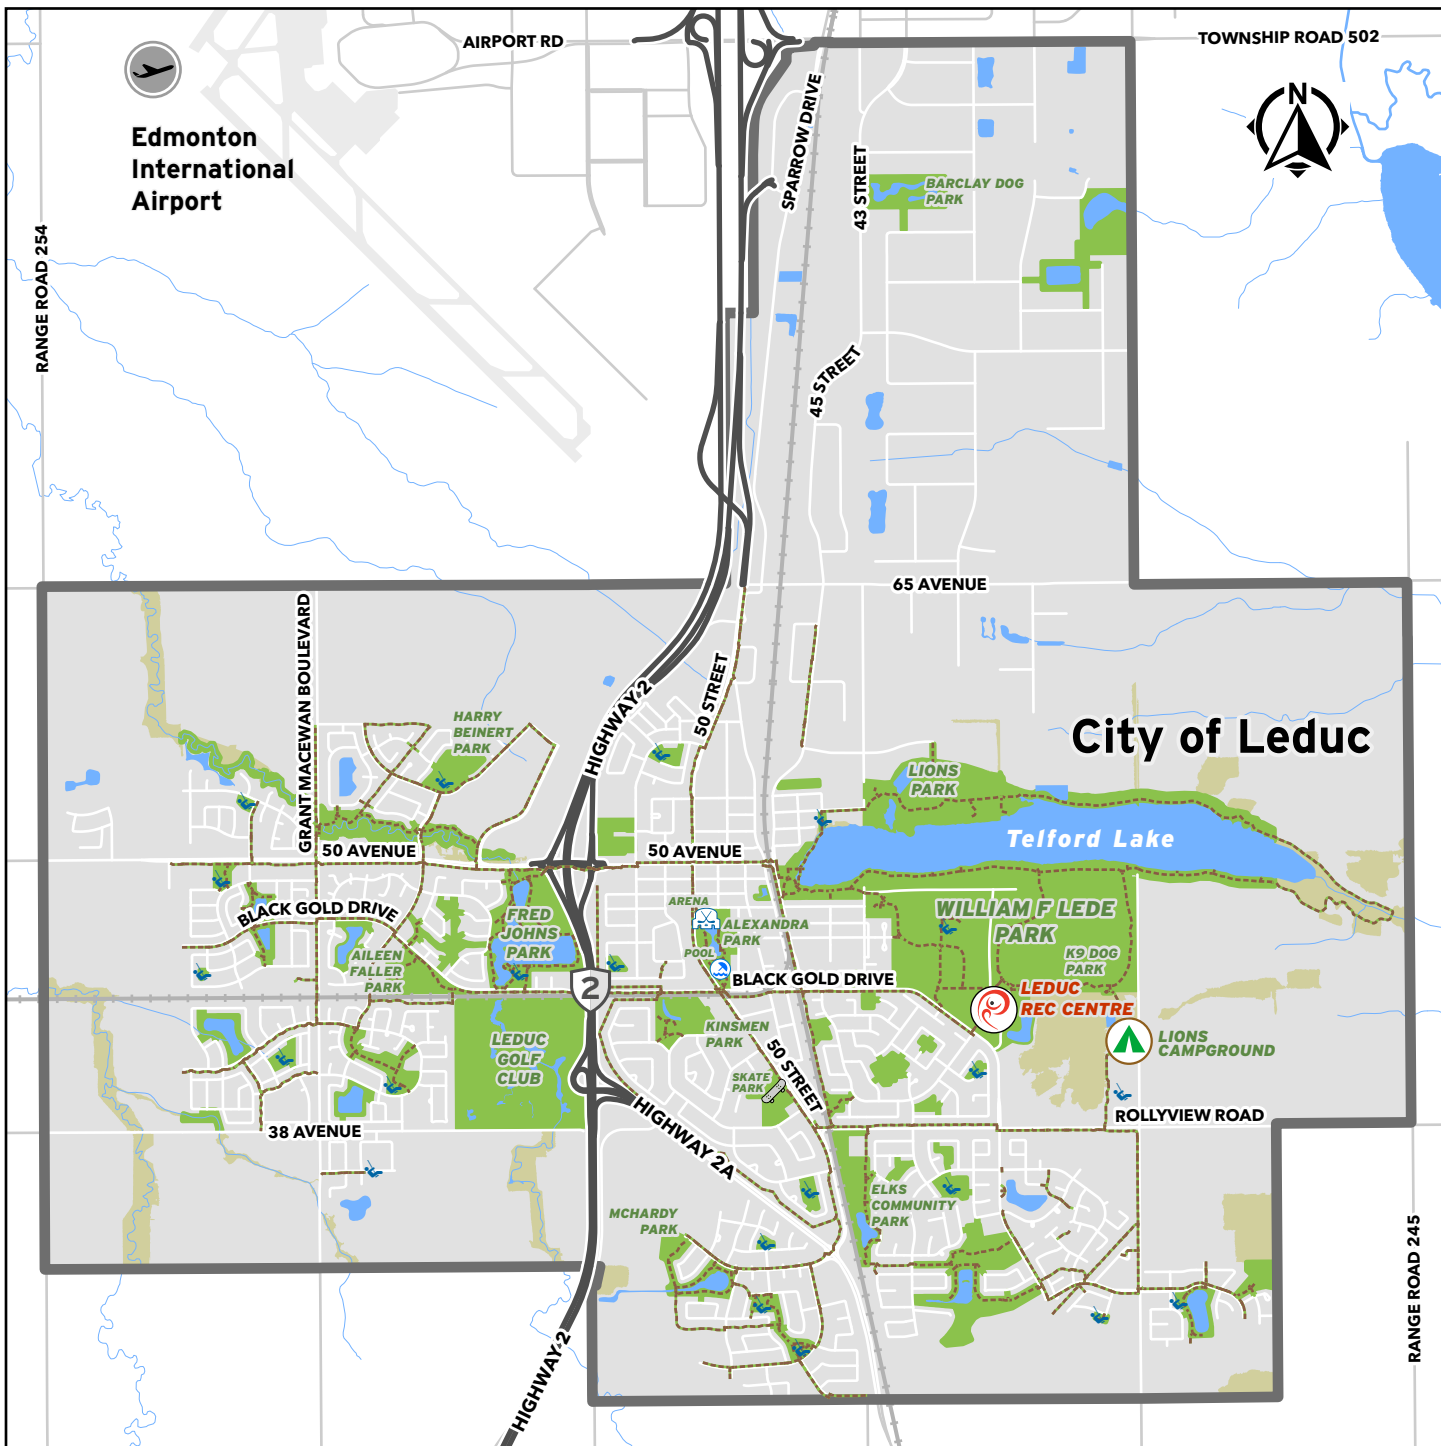 AIRPORT RD
TOWNSHIP ROAD 502
N
Edmonton
International
Airport
SPARROW DRIVE
43 STREET
BARCLAY DOG
PARK
RANGE ROAD 254
45 STREET
65 AVENUE
GRANT MACEWAN BOULEVARD
HIGHWAY 2
50 STREET
HARRY
BEINERT
PARK
City of Leduc
LIONS
PARK
Telford Lake
50 AVENUE
50 AVENUE
BLACK GOLD DRIVE
FRED
JOHNS
PARK
ARENA
ALEXANDRA
PARK
POOL
WILLIAM F LEDE
PARK
K9 DOG
PARK
AILEEN
FALLER
PARK
BLACK GOLD DRIVE
2
LEDUC
REC CENTRE
LEDUC
GOLF
CLUB
KINSMEN
PARK
50 STREET
LIONS
CAMPGROUND
SKATE
PARK
HIGHWAY 2A
38 AVENUE
ROLLYVIEW ROAD
ELKS
COMMUNITY
PARK
MCHARDY
PARK
RANGE ROAD 245
HIGHWAY 2